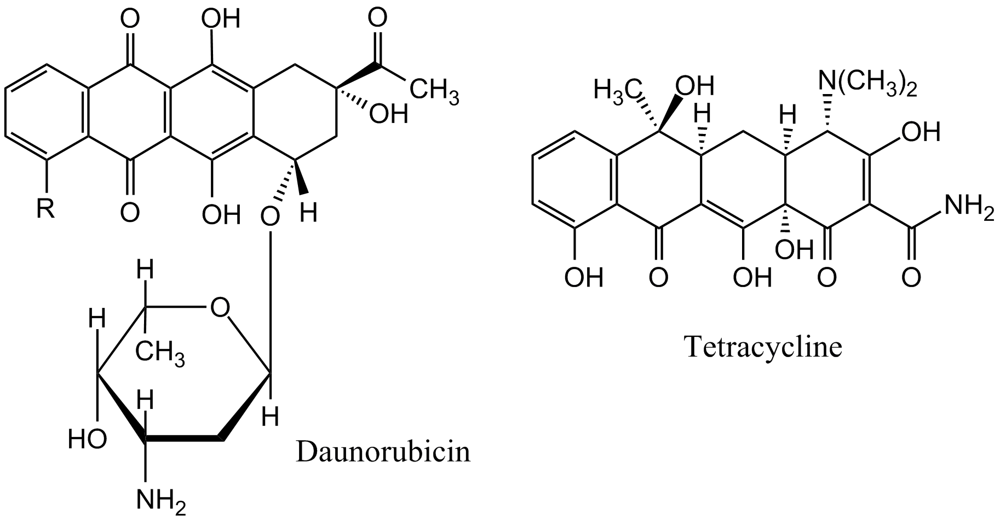 O
OH
O
CH3
OH
R
O
OH
O
H
H
O
H
CH3
H
HO
H
NH2
Daunorubicin
H3C
OH
H
H
N(CH3)2
OH
NH2
OH
OH
O
OH
O
O
Tetracycline